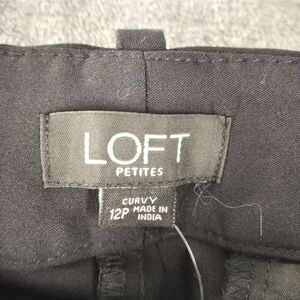 LOFT
PETITES
CURVY
12P MADE IN
INDIA